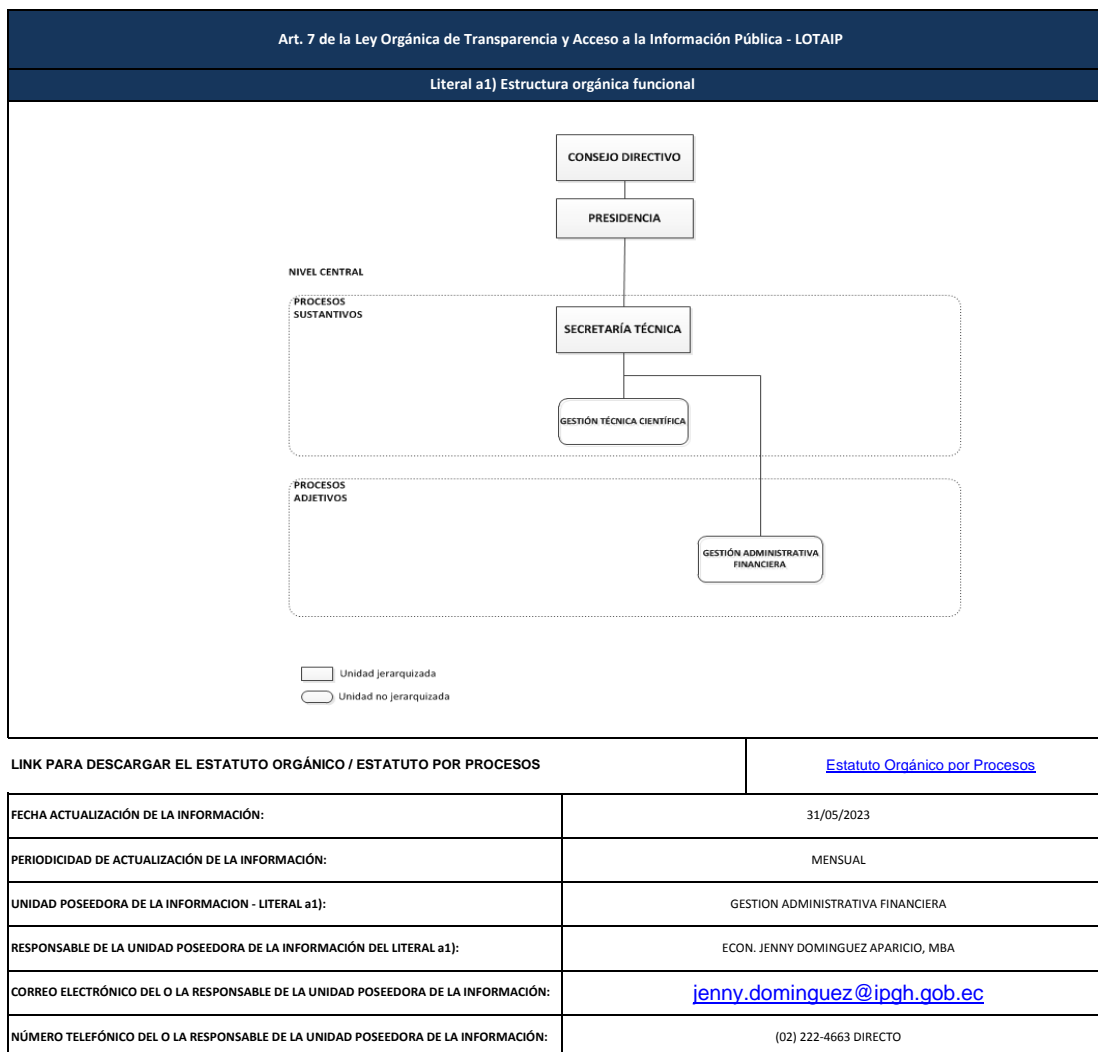 Art. 7 de la Ley Orgánica de Transparencia y Acceso a la Información Pública - LOTAIP
Literal a1) Estructura orgánica funcional
CONSEJO DIRECTIVO
PRESIDENCIA
NIVEL CENTRAL
PROCESOS
SUSTANTIVOS
SECRETARÍA TÉCNICA
GESTIÓN TÉCNICA CIENTÍFICA
PROCESOS
ADJETIVOS
GESTIÓN ADMINISTRATIVA
FINANCIERA
Unidad jerarquizada
Unidad no jerarquizada
LINK PARA DESCARGAR EL ESTATUTO ORGÁNICO / ESTATUTO POR PROCESOS Estatuto Orgánico por Procesos
FECHA ACTUALIZACIÓN DE LA INFORMACIÓN: 31/05/2023
PERIODICIDAD DE ACTUALIZACIÓN DE LA INFORMACIÓN: MENSUAL
UNIDAD POSEEDORA DE LA INFORMACION - LITERAL a1): GESTION ADMINISTRATIVA FINANCIERA
RESPONSABLE DE LA UNIDAD POSEEDORA DE LA INFORMACIÓN DEL LITERAL a1): ECON. JENNY DOMINGUEZ APARICIO, MBA
CORREO ELECTRÓNICO DEL O LA RESPONSABLE DE LA UNIDAD POSEEDORA DE LA INFORMACIÓN: jenny.dominguez@ipgh.gob.ec
NÚMERO TELEFÓNICO DEL O LA RESPONSABLE DE LA UNIDAD POSEEDORA DE LA INFORMACIÓN: (02) 222-4663 DIRECTO